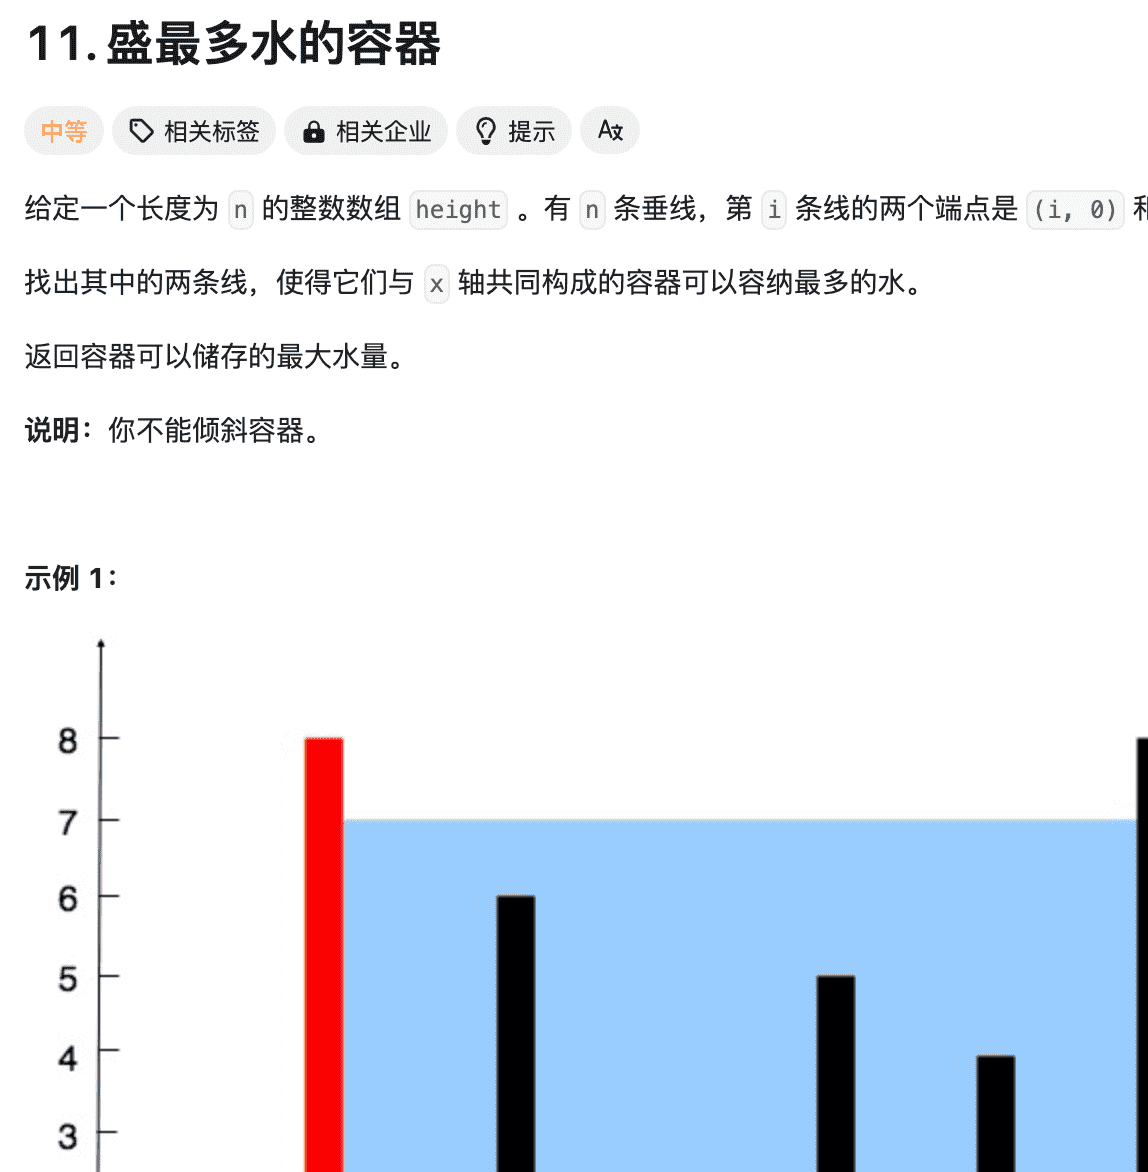 11. 盛最多水的容器
中等 相关标签 相关企业 提示
给定一个长度为 n 的整数数组 height 。有 n 条垂线，第 i 条线的两个端点是 (i, 0) 和
找出其中的两条线，使得它们与 x 轴共同构成的容器可以容纳最多的水。
返回容器可以储存的最大水量。
说明：你不能倾斜容器。
示例 1：
8
7
6
5
4
3